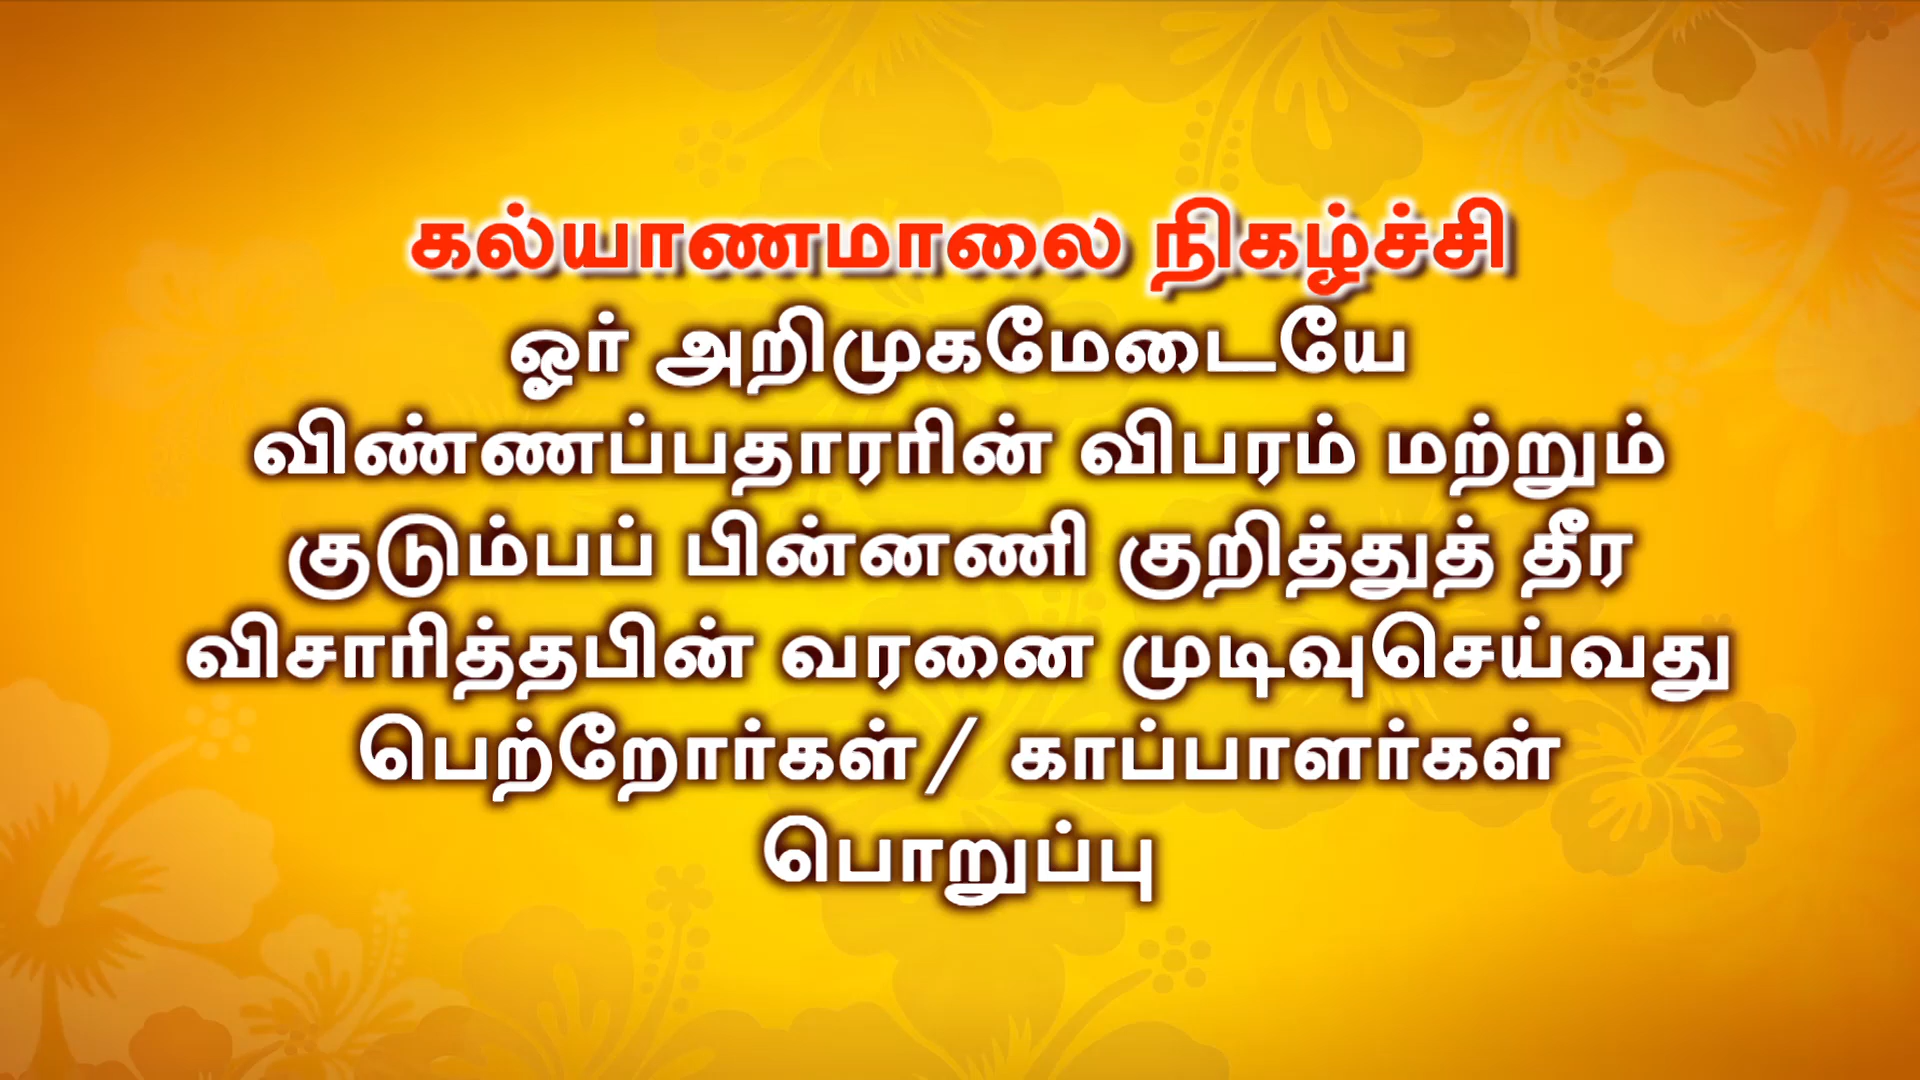 கல்யாணமாலை நிகழ்ச்சி
ஓர் அறிமுகமேடையே
விண்ணப்பதாரரின் விபரம் மற்றும்
குடும்பப் பின்னணி குறித்துத் தீர
விசாரித்தபின் வரனை முடிவுசெய்வது
பெற்றோர்கள்/ காப்பாளர்கள்
பொறுப்பு